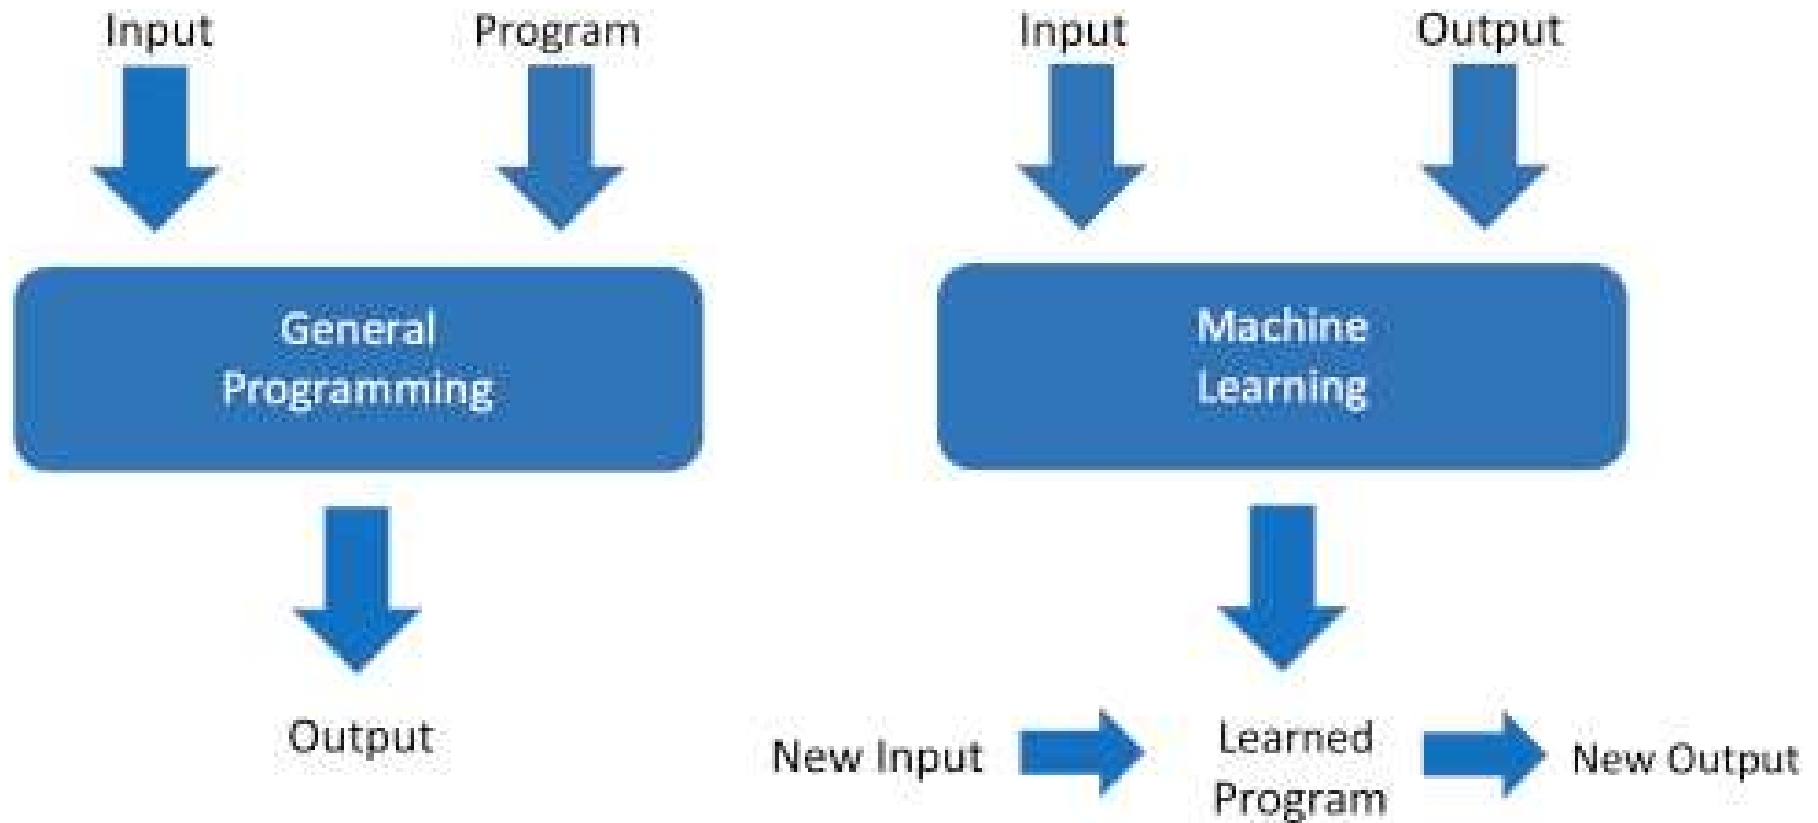 Input
Program
General
Programming
Output
Input
Output
Machine
Learning
New Input
Learned
Program
New Output